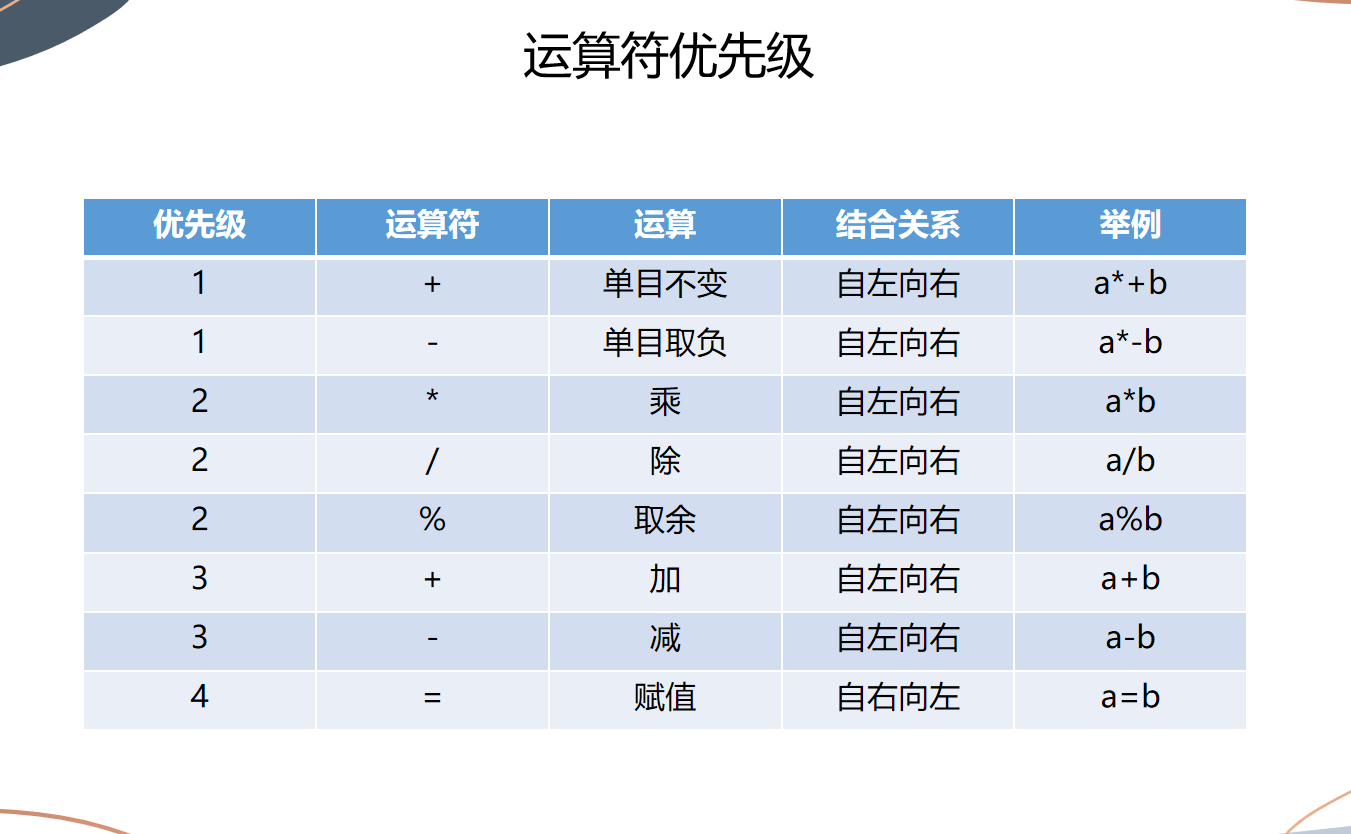 运算符优先级
优先级 运算符 运算 结合关系 举例
1 + 单目不变 自左向右 a*+b
1 - 单目取负 自左向右 a*-b
2 * 乘 自左向右 a*b
2 / 除 自左向右 a/b
2 % 取余 自左向右 a%b
3 + 加 自左向右 a+b
3 - 减 自左向右 a-b
4 = 赋值 自右向左 a=b